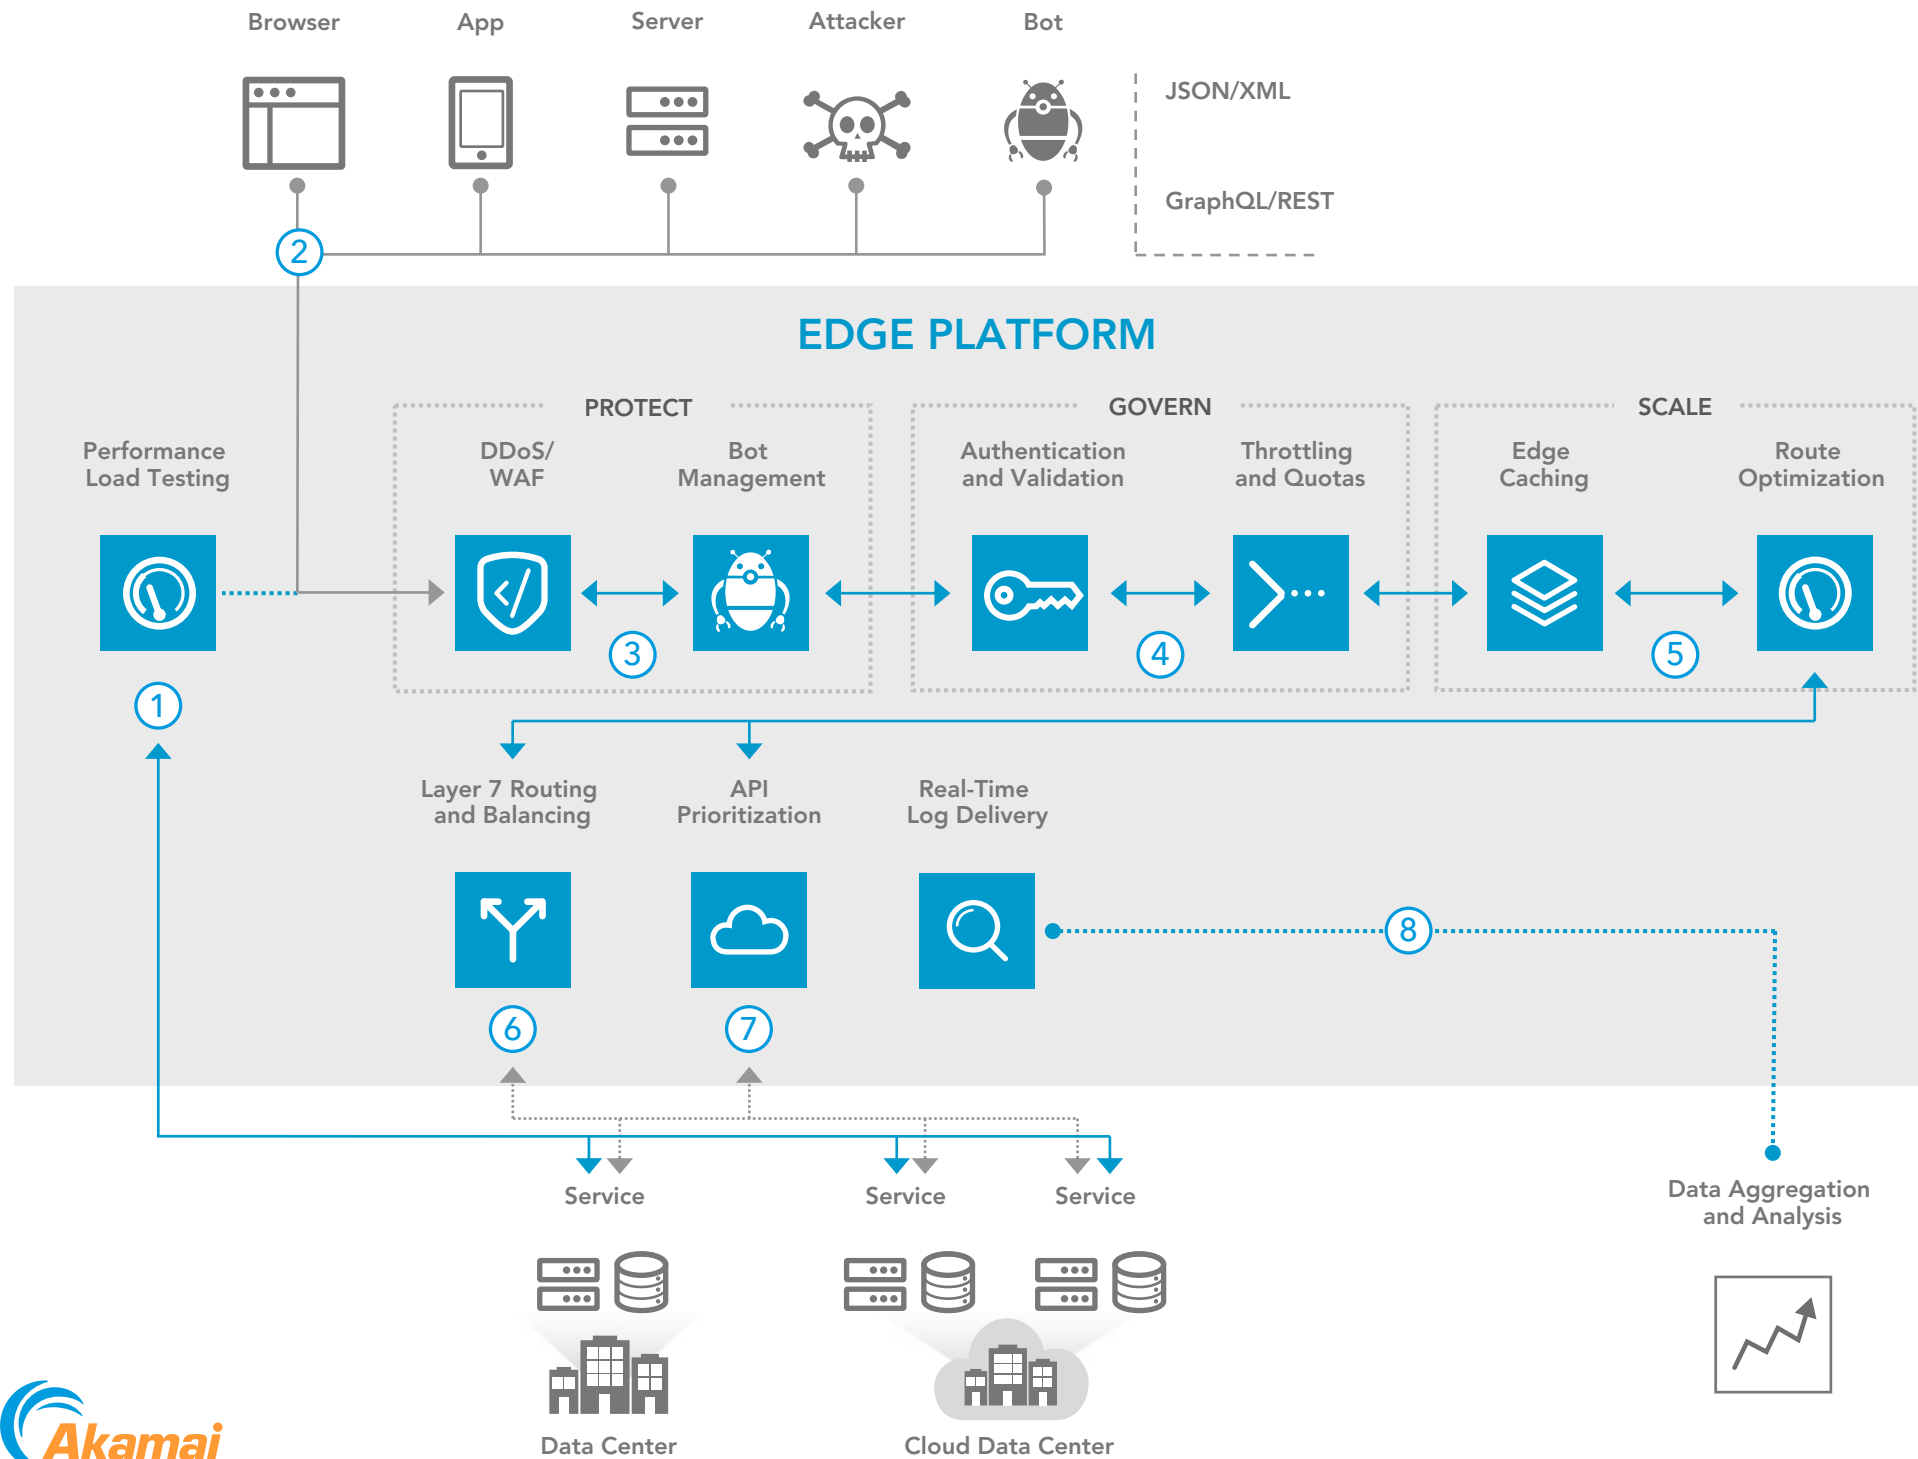 Browser
App
Server
Attacker
Bot
JSON/XML
GraphQL/REST
2
EDGE PLATFORM
PROTECT
GOVERN
SCALE
Performance
Load Testing
DDoS/
WAF
Bot
Management
Authentication
and Validation
Throttling
and Quotas
Edge
Caching
Route
Optimization
3
4
5
1
Layer 7 Routing
and Balancing
API
Prioritization
Real-Time
Log Delivery
8
6
7
Service
Service
Service
Data Aggregation
and Analysis
Data Center
Cloud Data Center
Akamai